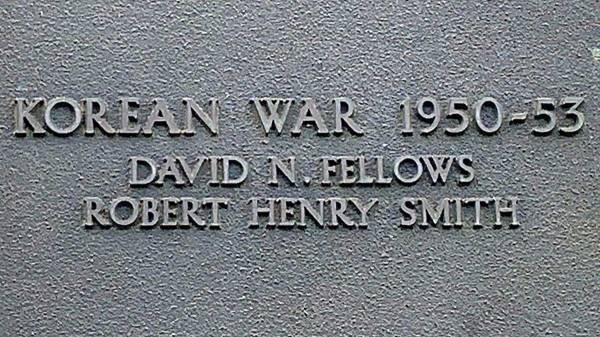 KOREAN WAR 1950-53
DAVID N. FELLOWS
ROBERT HENRY SMITH